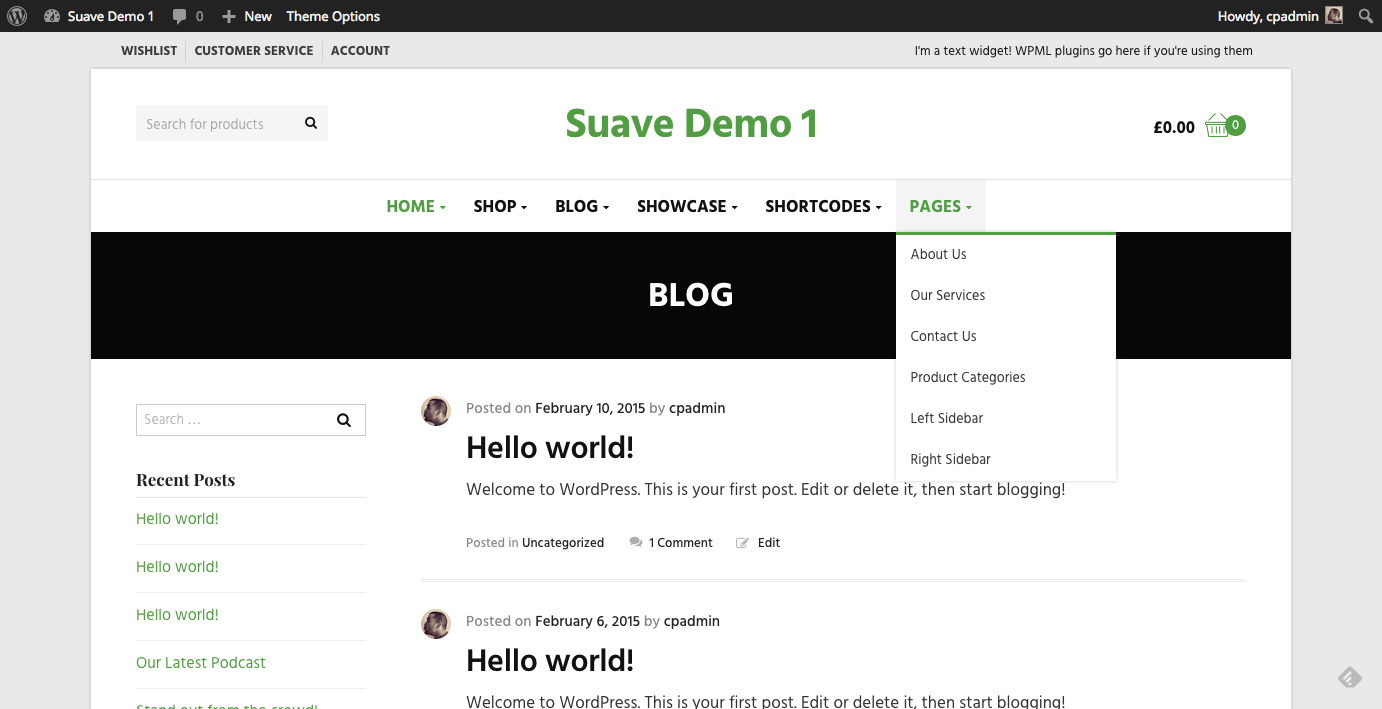 Suave Demo 1 0 New Theme Options Howdy, cpadmin
WISHLIST CUSTOMER SERVICE ACCOUNT I'm a text widget! WPML plugins go here if you're using them
Search for products Suave Demo 1 £0.00 0
HOME SHOP BLOG SHOWCASE SHORTCODES PAGES
About Us
Our Services
Contact Us
Product Categories
Left Sidebar
Right Sidebar
BLOG
Search …
Recent Posts
Hello world!
Hello world!
Hello world!
Our Latest Podcast
Stand out from the crowd!
Posted on February 10, 2015 by cpadmin
Hello world!
Welcome to WordPress. This is your first post. Edit or delete it, then start blogging!
Posted in Uncategorized 1 Comment Edit
Posted on February 6, 2015 by cpadmin
Hello world!
Welcome to WordPress. This is your first post. Edit or delete it, then start blogging!